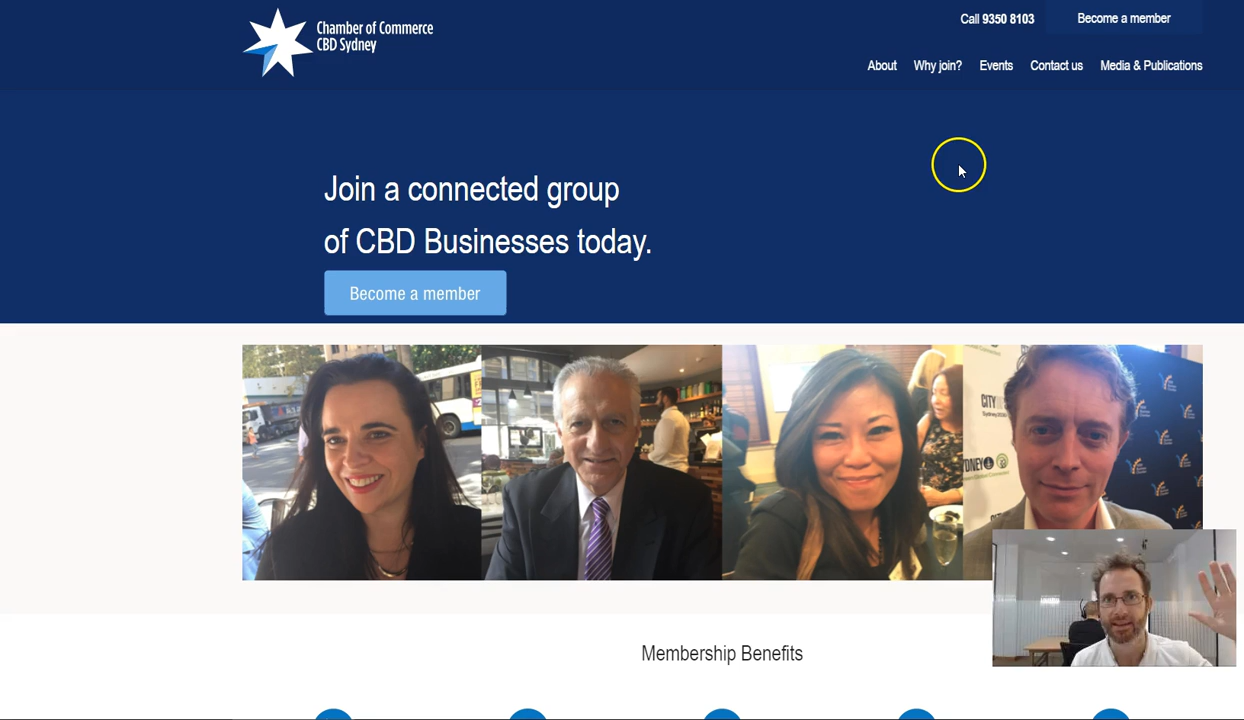 Chamber of Commerce
CBD Sydney
Call 9350 8103
Become a member
About
Why join?
Events
Contact us
Media & Publications
Join a connected group
of CBD Businesses today.
Become a member
Membership Benefits